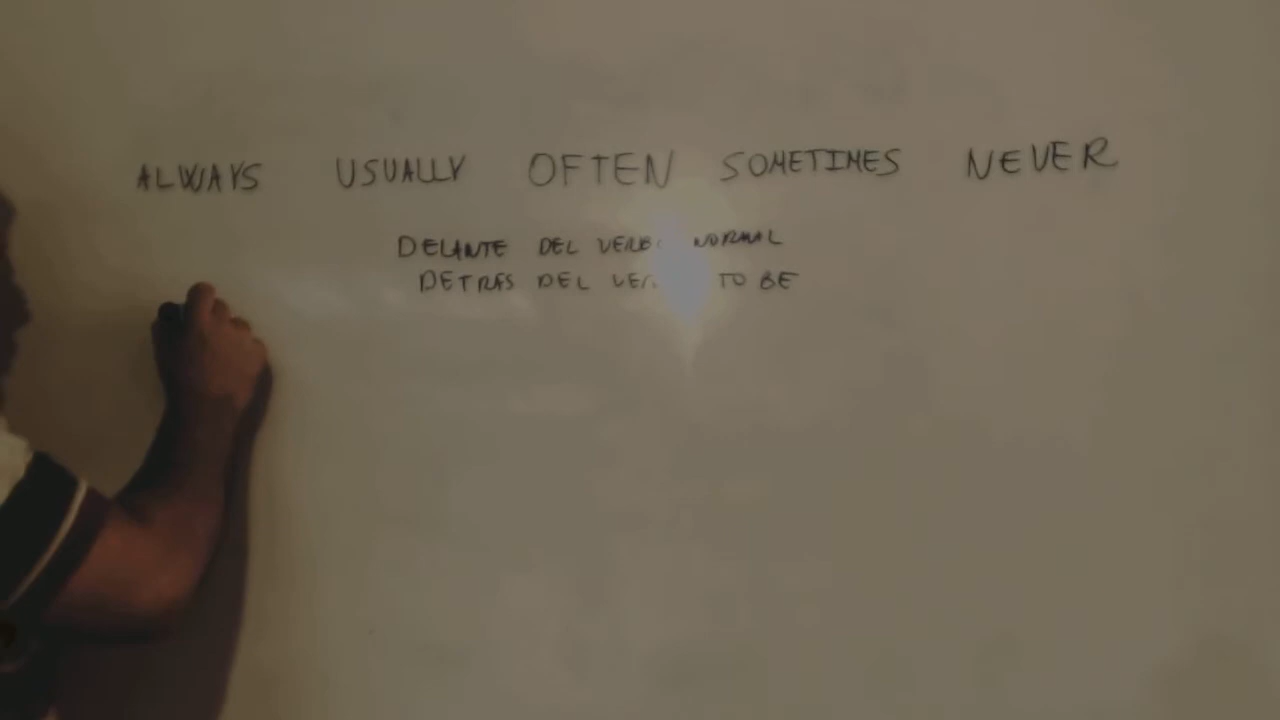 ALWAYS USUALLY OFTEN SOMETIMES NEVER
DELANTE DEL VERBO NORMAL
DETRAS DEL TO BE